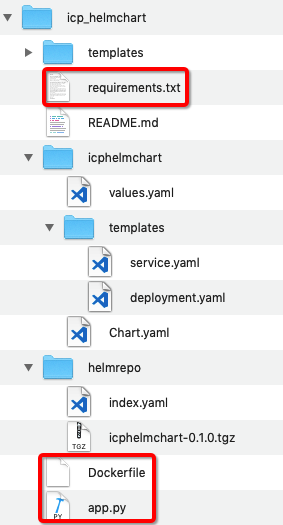 icp_helmchart
templates
requirements.txt
README.md
icphelmchart
values.yaml
templates
service.yaml
deployment.yaml
Chart.yaml
helmrepo
index.yaml
TGZ
icphelmchart-0.1.0.tgz
Dockerfile
PY
app.py